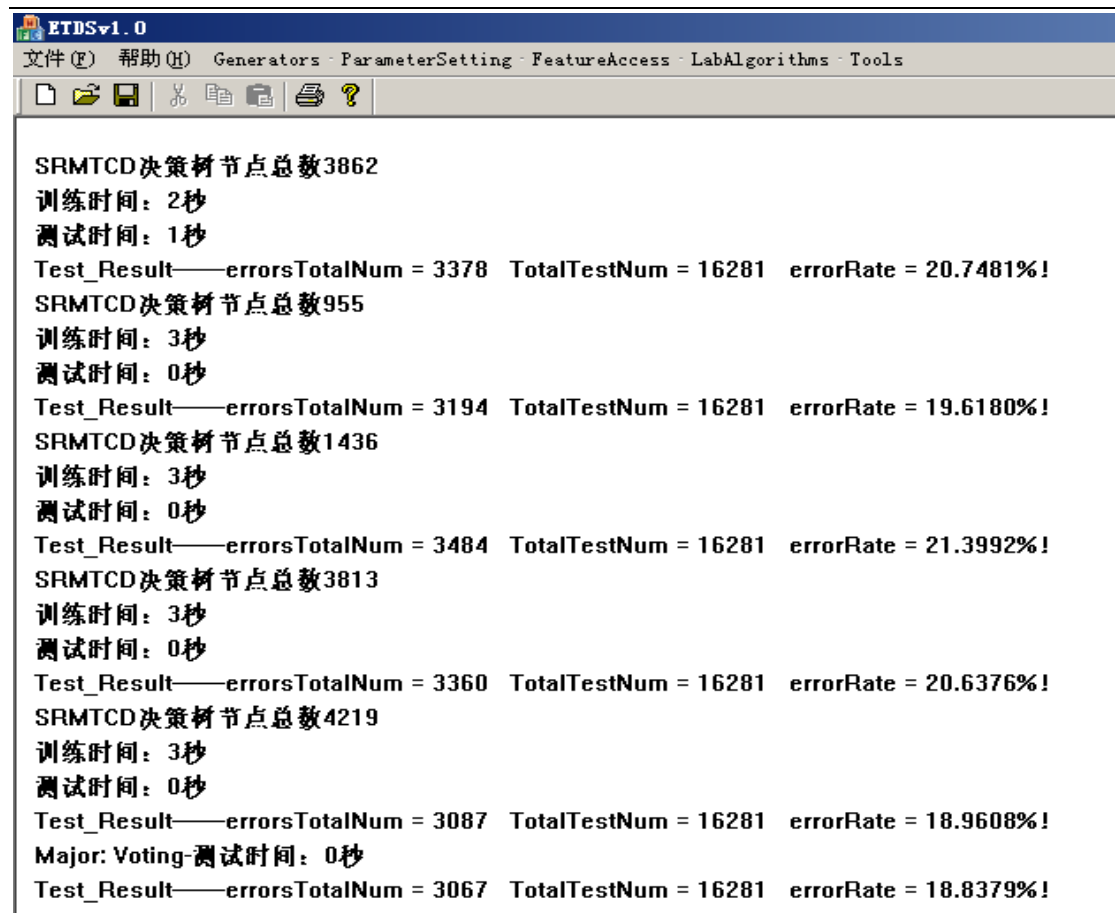 ETDSv1.0
文件(F) 帮助(H) Generators ParameterSetting FeatureAccess LabAlgorithms Tools
SRMTCD决策树节点总数3862
训练时间：2秒
测试时间：1秒
Test_Result——errorsTotalNum = 3378 TotalTestNum = 16281 errorRate = 20.7481%!
SRMTCD决策树节点总数955
训练时间：3秒
测试时间：0秒
Test_Result——errorsTotalNum = 3194 TotalTestNum = 16281 errorRate = 19.6180%!
SRMTCD决策树节点总数1436
训练时间：3秒
测试时间：0秒
Test_Result——errorsTotalNum = 3484 TotalTestNum = 16281 errorRate = 21.3992%!
SRMTCD决策树节点总数3813
训练时间：3秒
测试时间：0秒
Test_Result——errorsTotalNum = 3360 TotalTestNum = 16281 errorRate = 20.6376%!
SRMTCD决策树节点总数4219
训练时间：3秒
测试时间：0秒
Test_Result——errorsTotalNum = 3087 TotalTestNum = 16281 errorRate = 18.9608%!
Major: Voting-测试时间：0秒
Test_Result——errorsTotalNum = 3067 TotalTestNum = 16281 errorRate = 18.8379%!